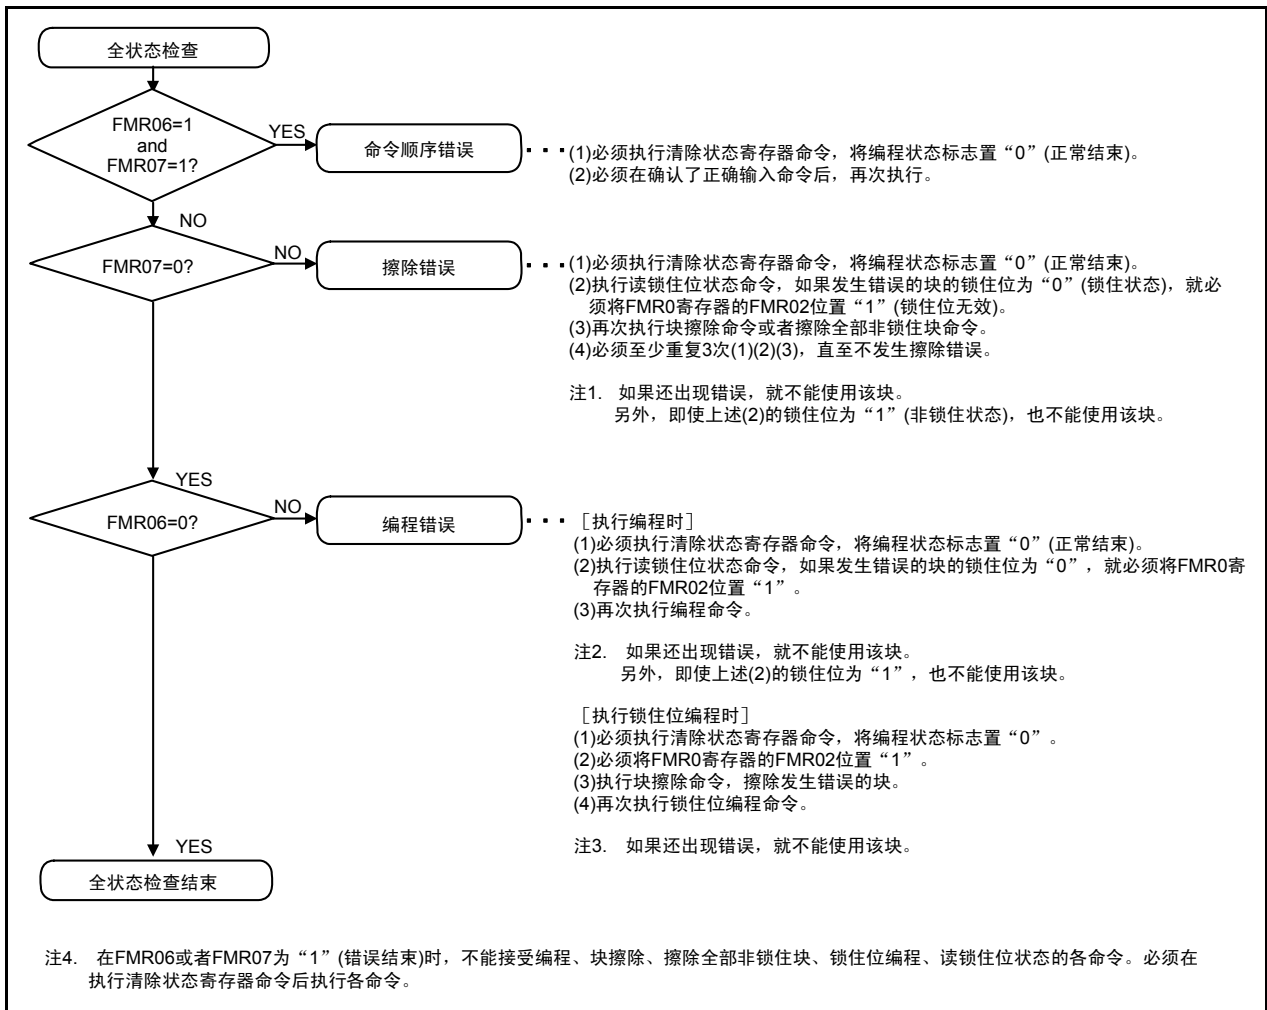 全状态检查
FMR06=1
and
FMR07=1?
YES
命令顺序错误
(1)必须执行清除状态寄存器命令，将编程状态标志置“0”(正常结束)。
(2)必须在确认了正确输入命令后，再次执行。
NO
FMR07=0?
NO
擦除错误
(1)必须执行清除状态寄存器命令，将编程状态标志置“0”(正常结束)。
(2)执行读锁住位状态命令，如果发生错误的块的锁住位为“0”(锁住状态)，就必
须将FMR0寄存器的FMR02位置“1”(锁住位无效)。
(3)再次执行块擦除命令或者擦除全部非锁住块命令。
(4)必须至少重复3次(1)(2)(3)，直至不发生擦除错误。
注1. 如果还出现错误，就不能使用该块。
另外，即使上述(2)的锁住位为“1”(非锁住状态)，也不能使用该块。
YES
FMR06=0?
NO
编程错误
［执行编程时］
(1)必须执行清除状态寄存器命令，将编程状态标志置“0”(正常结束)。
(2)执行读锁住位状态命令，如果发生错误的块的锁住位为“0”，就必须将FMR0寄
存器的FMR02位置“1”。
(3)再次执行编程命令。
注2. 如果还出现错误，就不能使用该块。
另外，即使上述(2)的锁住位为“1”，也不能使用该块。
［执行锁住位编程时］
(1)必须执行清除状态寄存器命令，将编程状态标志置“0”。
(2)必须将FMR0寄存器的FMR02位置“1”。
(3)执行块擦除命令，擦除发生错误的块。
(4)再次执行锁住位编程命令。
注3. 如果还出现错误，就不能使用该块。
YES
全状态检查结束
注4. 在FMR06或者FMR07为“1”(错误结束)时，不能接受编程、块擦除、擦除全部非锁住块、锁住位编程、读锁住位状态的各命令。必须在
执行清除状态寄存器命令后执行各命令。